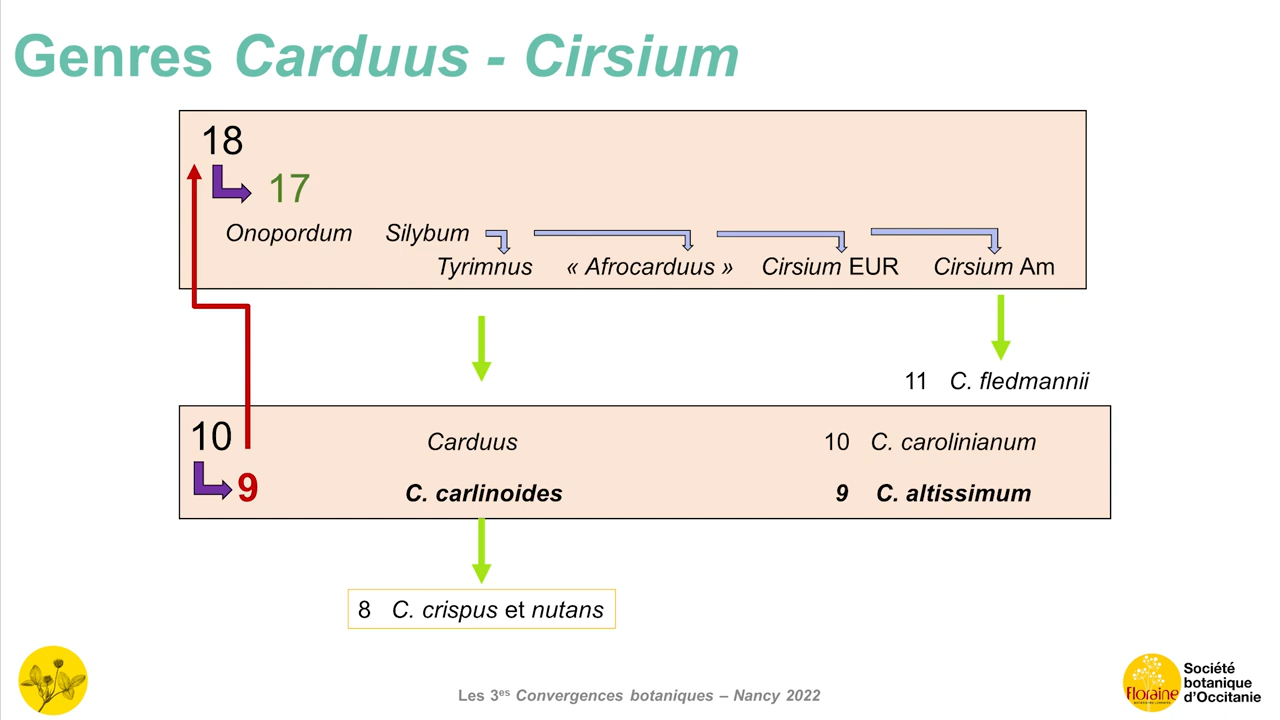 Genres Carduus - Cirsium
18
17
Onopordum Silybum
Tyrimnus « Afrocarduus » Cirsium EUR Cirsium Am
11 C. fledmannii
10 Carduus 10 C. carolinianum
9 C. carlinoides 9 C. altissimum
8 C. crispus et nutans
Les 3es Convergences botaniques – Nancy 2022
Floraine
Société
botanique
d'Occitanie